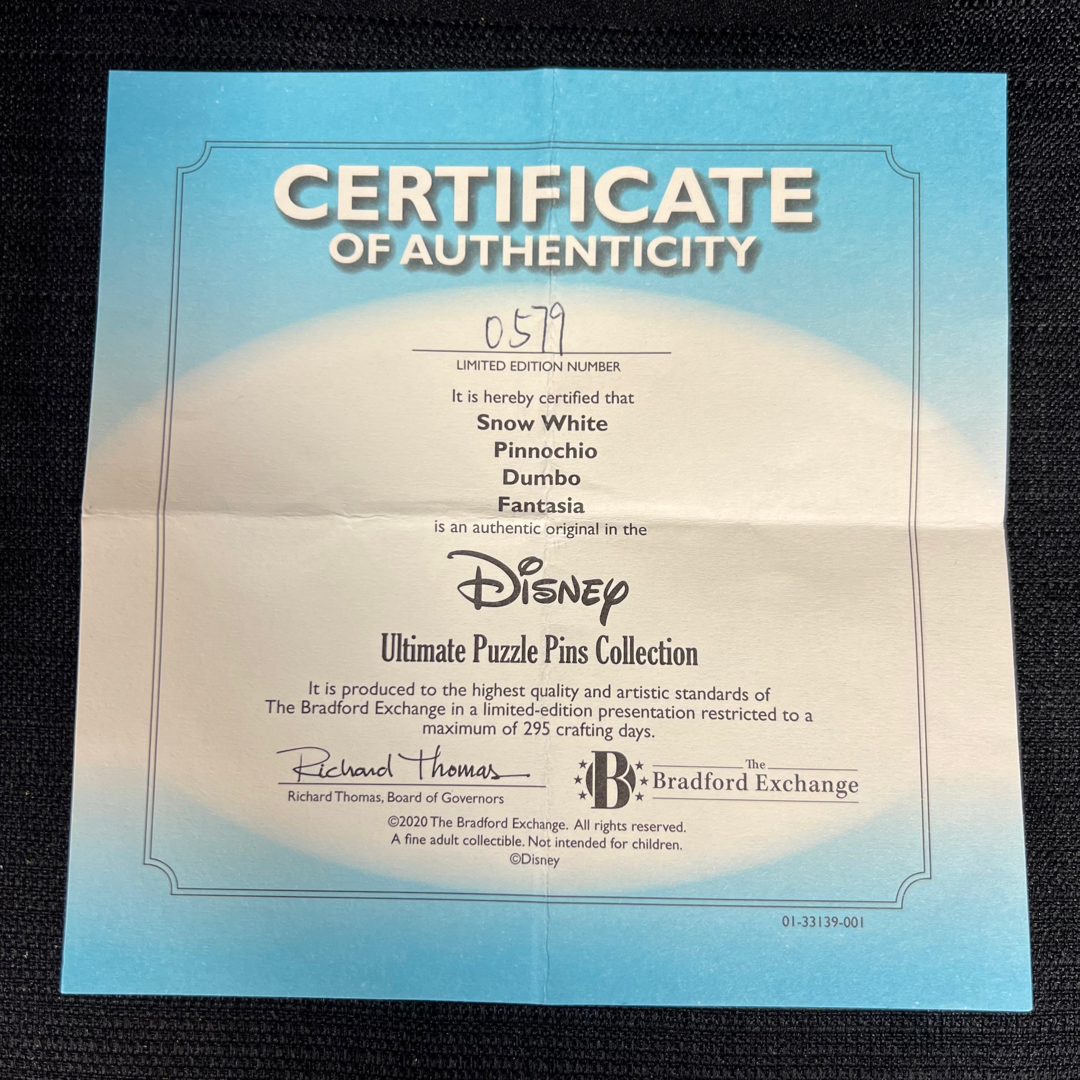 CERTIFICATE
OF AUTHENTICITY
0579
LIMITED EDITION NUMBER
It is hereby certified that
Snow White
Pinnochio
Dumbo
Fantasia
is an authentic original in the
Disney
Ultimate Puzzle Pins Collection
It is produced to the highest quality and artistic standards of
The Bradford Exchange in a limited-edition presentation restricted to a
maximum of 295 crafting days.
Richard Thomas
Richard Thomas, Board of Governors
B
The
Bradford Exchange
©2020 The Bradford Exchange. All rights reserved.
A fine adult collectible. Not intended for children.
©Disney
01-33139-001